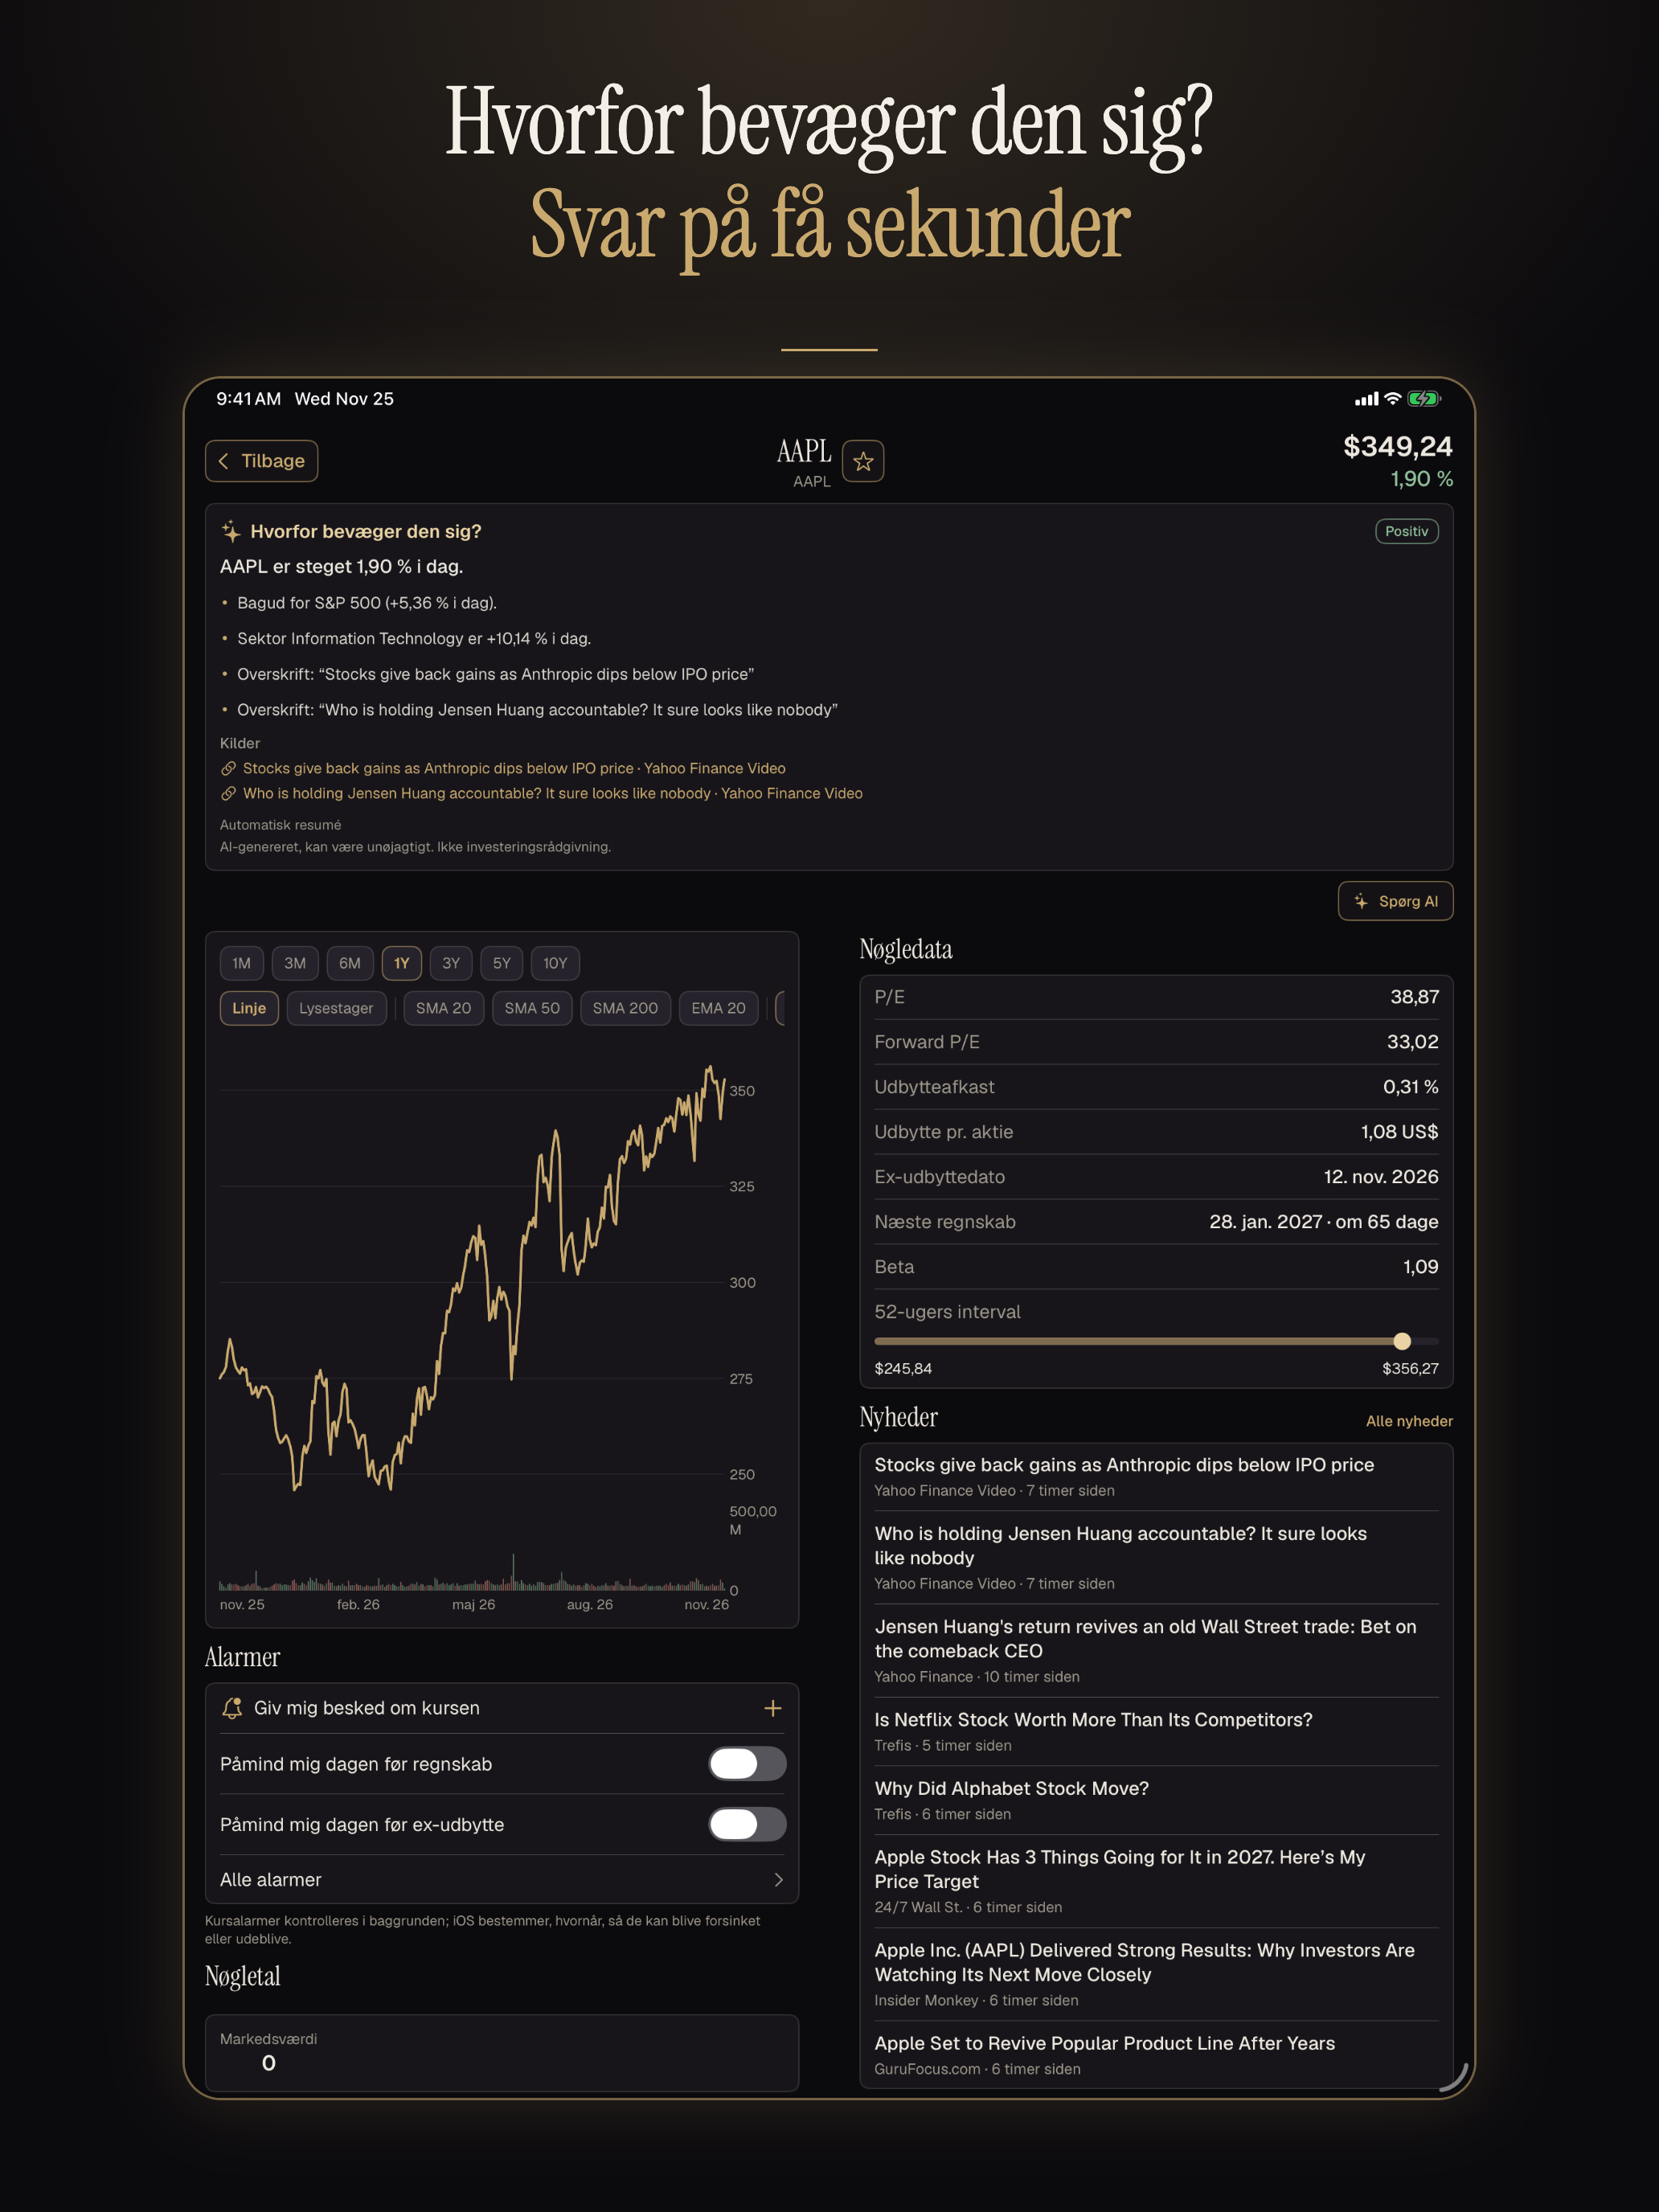 Hvorfor bevæger den sig?
Svar på få sekunder
9:41 AM Wed Nov 25
Tilbage
AAPL
AAPL
$349,24
1,90 %
Hvorfor bevæger den sig?
Positiv
AAPL er steget 1,90 % i dag.
• Bagud for S&P 500 (+5,36 % i dag).
• Sektor Information Technology er +10,14 % i dag.
• Overskrift: “Stocks give back gains as Anthropic dips below IPO price”
• Overskrift: “Who is holding Jensen Huang accountable? It sure looks like nobody”
Kilder
Stocks give back gains as Anthropic dips below IPO price · Yahoo Finance Video
Who is holding Jensen Huang accountable? It sure looks like nobody · Yahoo Finance Video
Automatisk resumé
AI-genereret, kan være unøjagtigt. Ikke investeringsrådgivning.
Spørg AI
1M 3M 6M 1Y 3Y 5Y 10Y
Linje Lysestager SMA 20 SMA 50 SMA 200 EMA 20
350
325
300
275
250
500,00
M
0
nov. 25 feb. 26 maj 26 aug. 26 nov. 26
Alarmer
Giv mig besked om kursen
Påmind mig dagen før regnskab
Påmind mig dagen før ex-udbytte
Alle alarmer
Kursalarmer kontrolleres i baggrunden; iOS bestemmer, hvornår, så de kan blive forsinket
eller udeblive.
Nøgletal
Markedsværdi
0
Nøgledata
P/E 38,87
Forward P/E 33,02
Udbytteafkast 0,31 %
Udbytte pr. aktie 1,08 US$
Ex-udbyttedato 12. nov. 2026
Næste regnskab 28. jan. 2027 · om 65 dage
Beta 1,09
52-ugers interval
$245,84 $356,27
Nyheder
Alle nyheder
Stocks give back gains as Anthropic dips below IPO price
Yahoo Finance Video · 7 timer siden
Who is holding Jensen Huang accountable? It sure looks
like nobody
Yahoo Finance Video · 7 timer siden
Jensen Huang's return revives an old Wall Street trade: Bet on
the comeback CEO
Yahoo Finance · 10 timer siden
Is Netflix Stock Worth More Than Its Competitors?
Trefis · 5 timer siden
Why Did Alphabet Stock Move?
Trefis · 6 timer siden
Apple Stock Has 3 Things Going for It in 2027. Here’s My
Price Target
24/7 Wall St. · 6 timer siden
Apple Inc. (AAPL) Delivered Strong Results: Why Investors Are
Watching Its Next Move Closely
Insider Monkey · 6 timer siden
Apple Set to Revive Popular Product Line After Years
GuruFocus.com · 6 timer siden